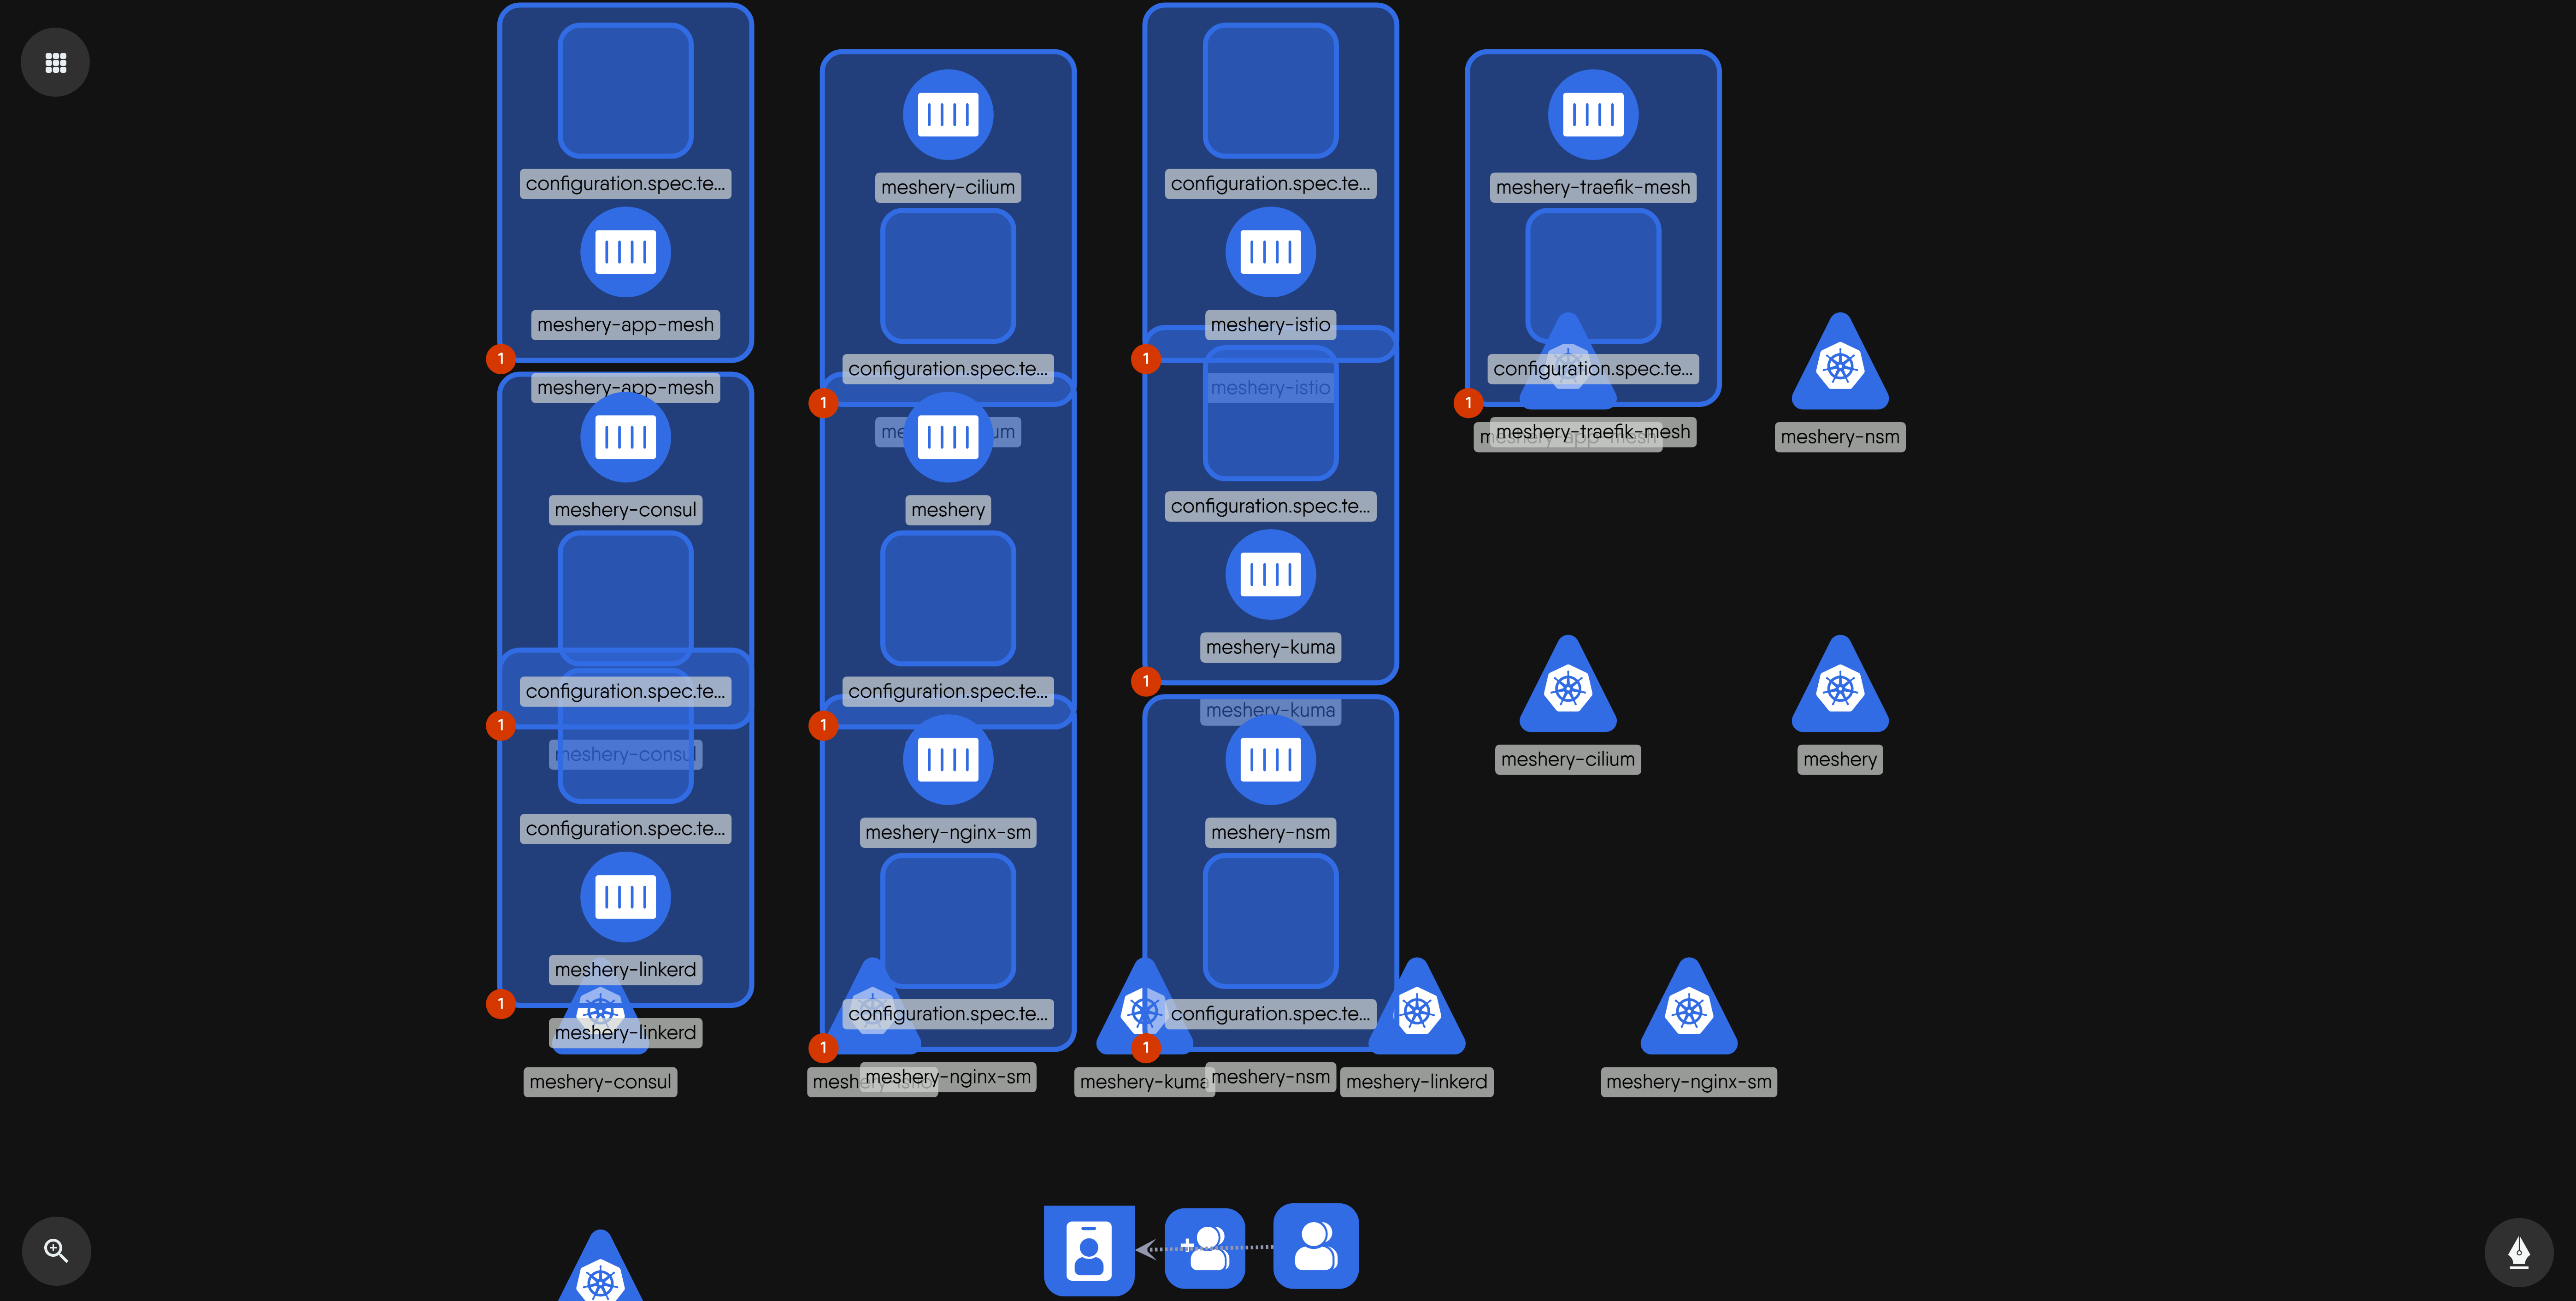 configuration.spec.te...
meshery-app-mesh
1
meshery-app-mesh
meshery-consul
configuration.spec.te...
1
meshery-consul
configuration.spec.te...
meshery-linkerd
1
meshery-linkerd
meshery-consul
meshery-cilium
configuration.spec.te...
1
meshery
configuration.spec.te...
1
meshery-nginx-sm
configuration.spec.te...
1
meshery-nginx-sm
configuration.spec.te...
meshery-istio
1
meshery-istio
configuration.spec.te...
meshery-kuma
1
meshery-kuma
meshery-nsm
configuration.spec.te...
1
meshery-kuma
meshery-nsm
meshery-linkerd
meshery-traefik-mesh
configuration.spec.te...
1
meshery-traefik-mesh
meshery-nsm
meshery-cilium
meshery
meshery-nginx-sm